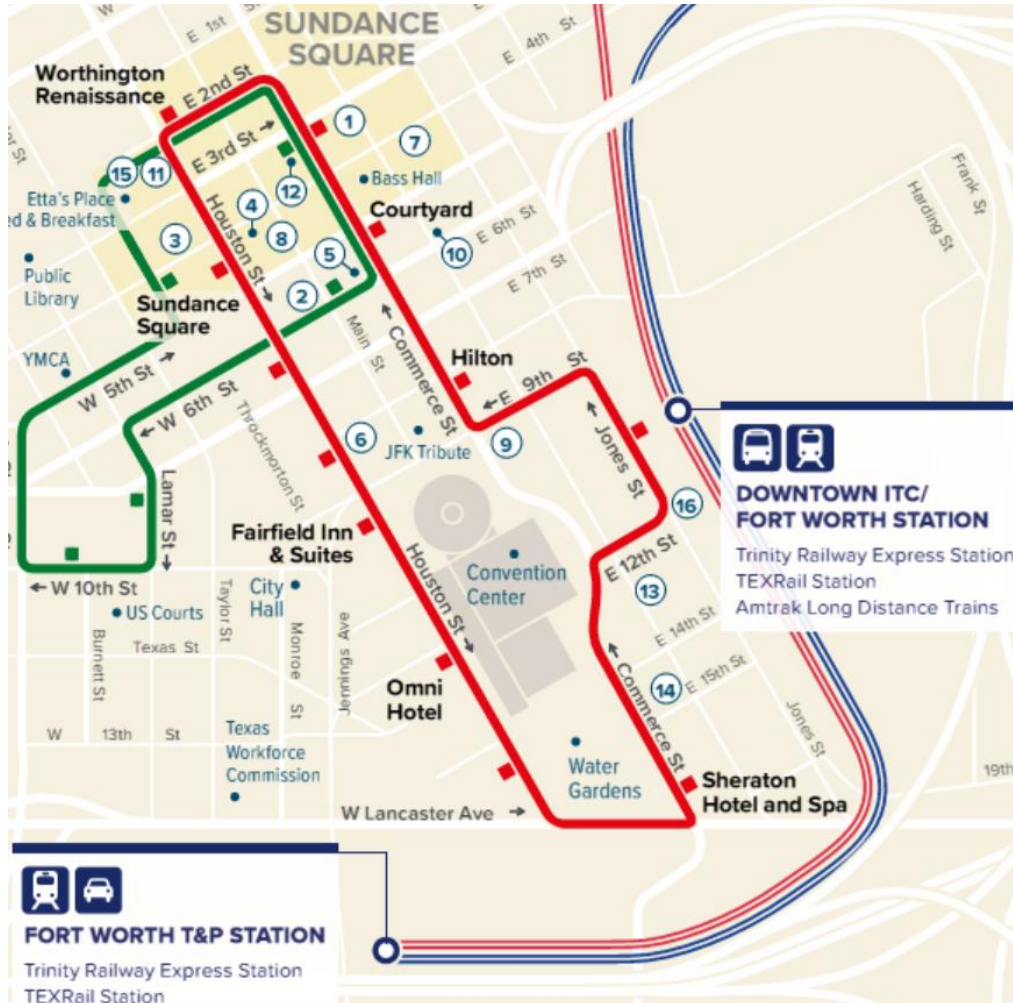 SUNDANCE
SQUARE
E 1st St
E 4th St
Worthington
Renaissance
E 2nd St
E 3rd St →
1
7
15
11
12
Bass Hall
Etta's Place
ed & Breakfast
Courtyard
Frank St
Harding St
4
8
3
10
E 6th St
5
2
Houston St →
E 7th St
Public
Library
Sundance
Square
YMCA
W 5th St →
Main St
← Commerce St
Hilton
← E 9th St
← W 6th St
Throckmorton St
6
JFK Tribute
9
← Jones St
DOWNTOWN ITC/
FORT WORTH STATION
Trinity Railway Express Station
TEXRail Station
Amtrak Long Distance Trains
Lamar St →
16
Fairfield Inn
& Suites
E 12th St
Houston St →
Convention
Center
13
← W 10th St
City
Hall
US Courts
Taylor St
Monroe St
Jennings Ave
Burnett St
Texas St
E 14th St
14
E 15th St
← Commerce St
Omni
Hotel
Jones St
W 13th St
Texas
Workforce
Commission
Water
Gardens
Sheraton
Hotel and Spa
19th
W Lancaster Ave →
FORT WORTH T&P STATION
Trinity Railway Express Station
TEXRail Station